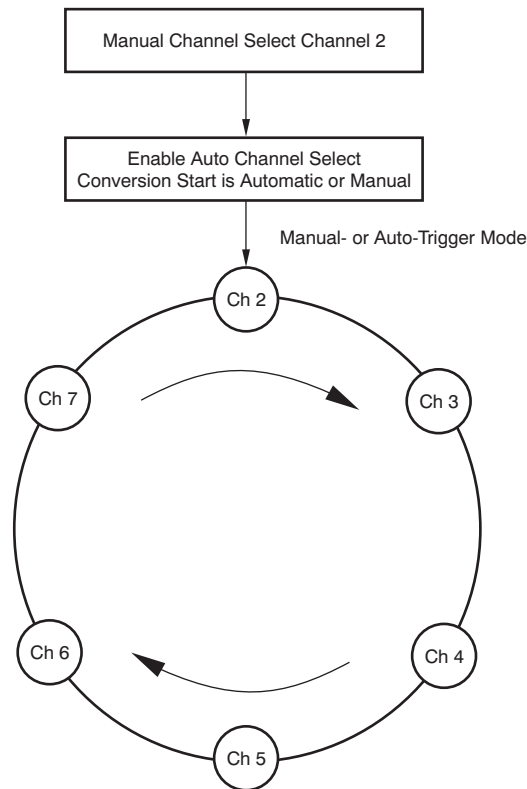 Manual Channel Select Channel 2
Enable Auto Channel Select
Conversion Start is Automatic or Manual
Manual- or Auto-Trigger Mode
Ch 2
Ch 7
Ch 3
Ch 6
Ch 4
Ch 5